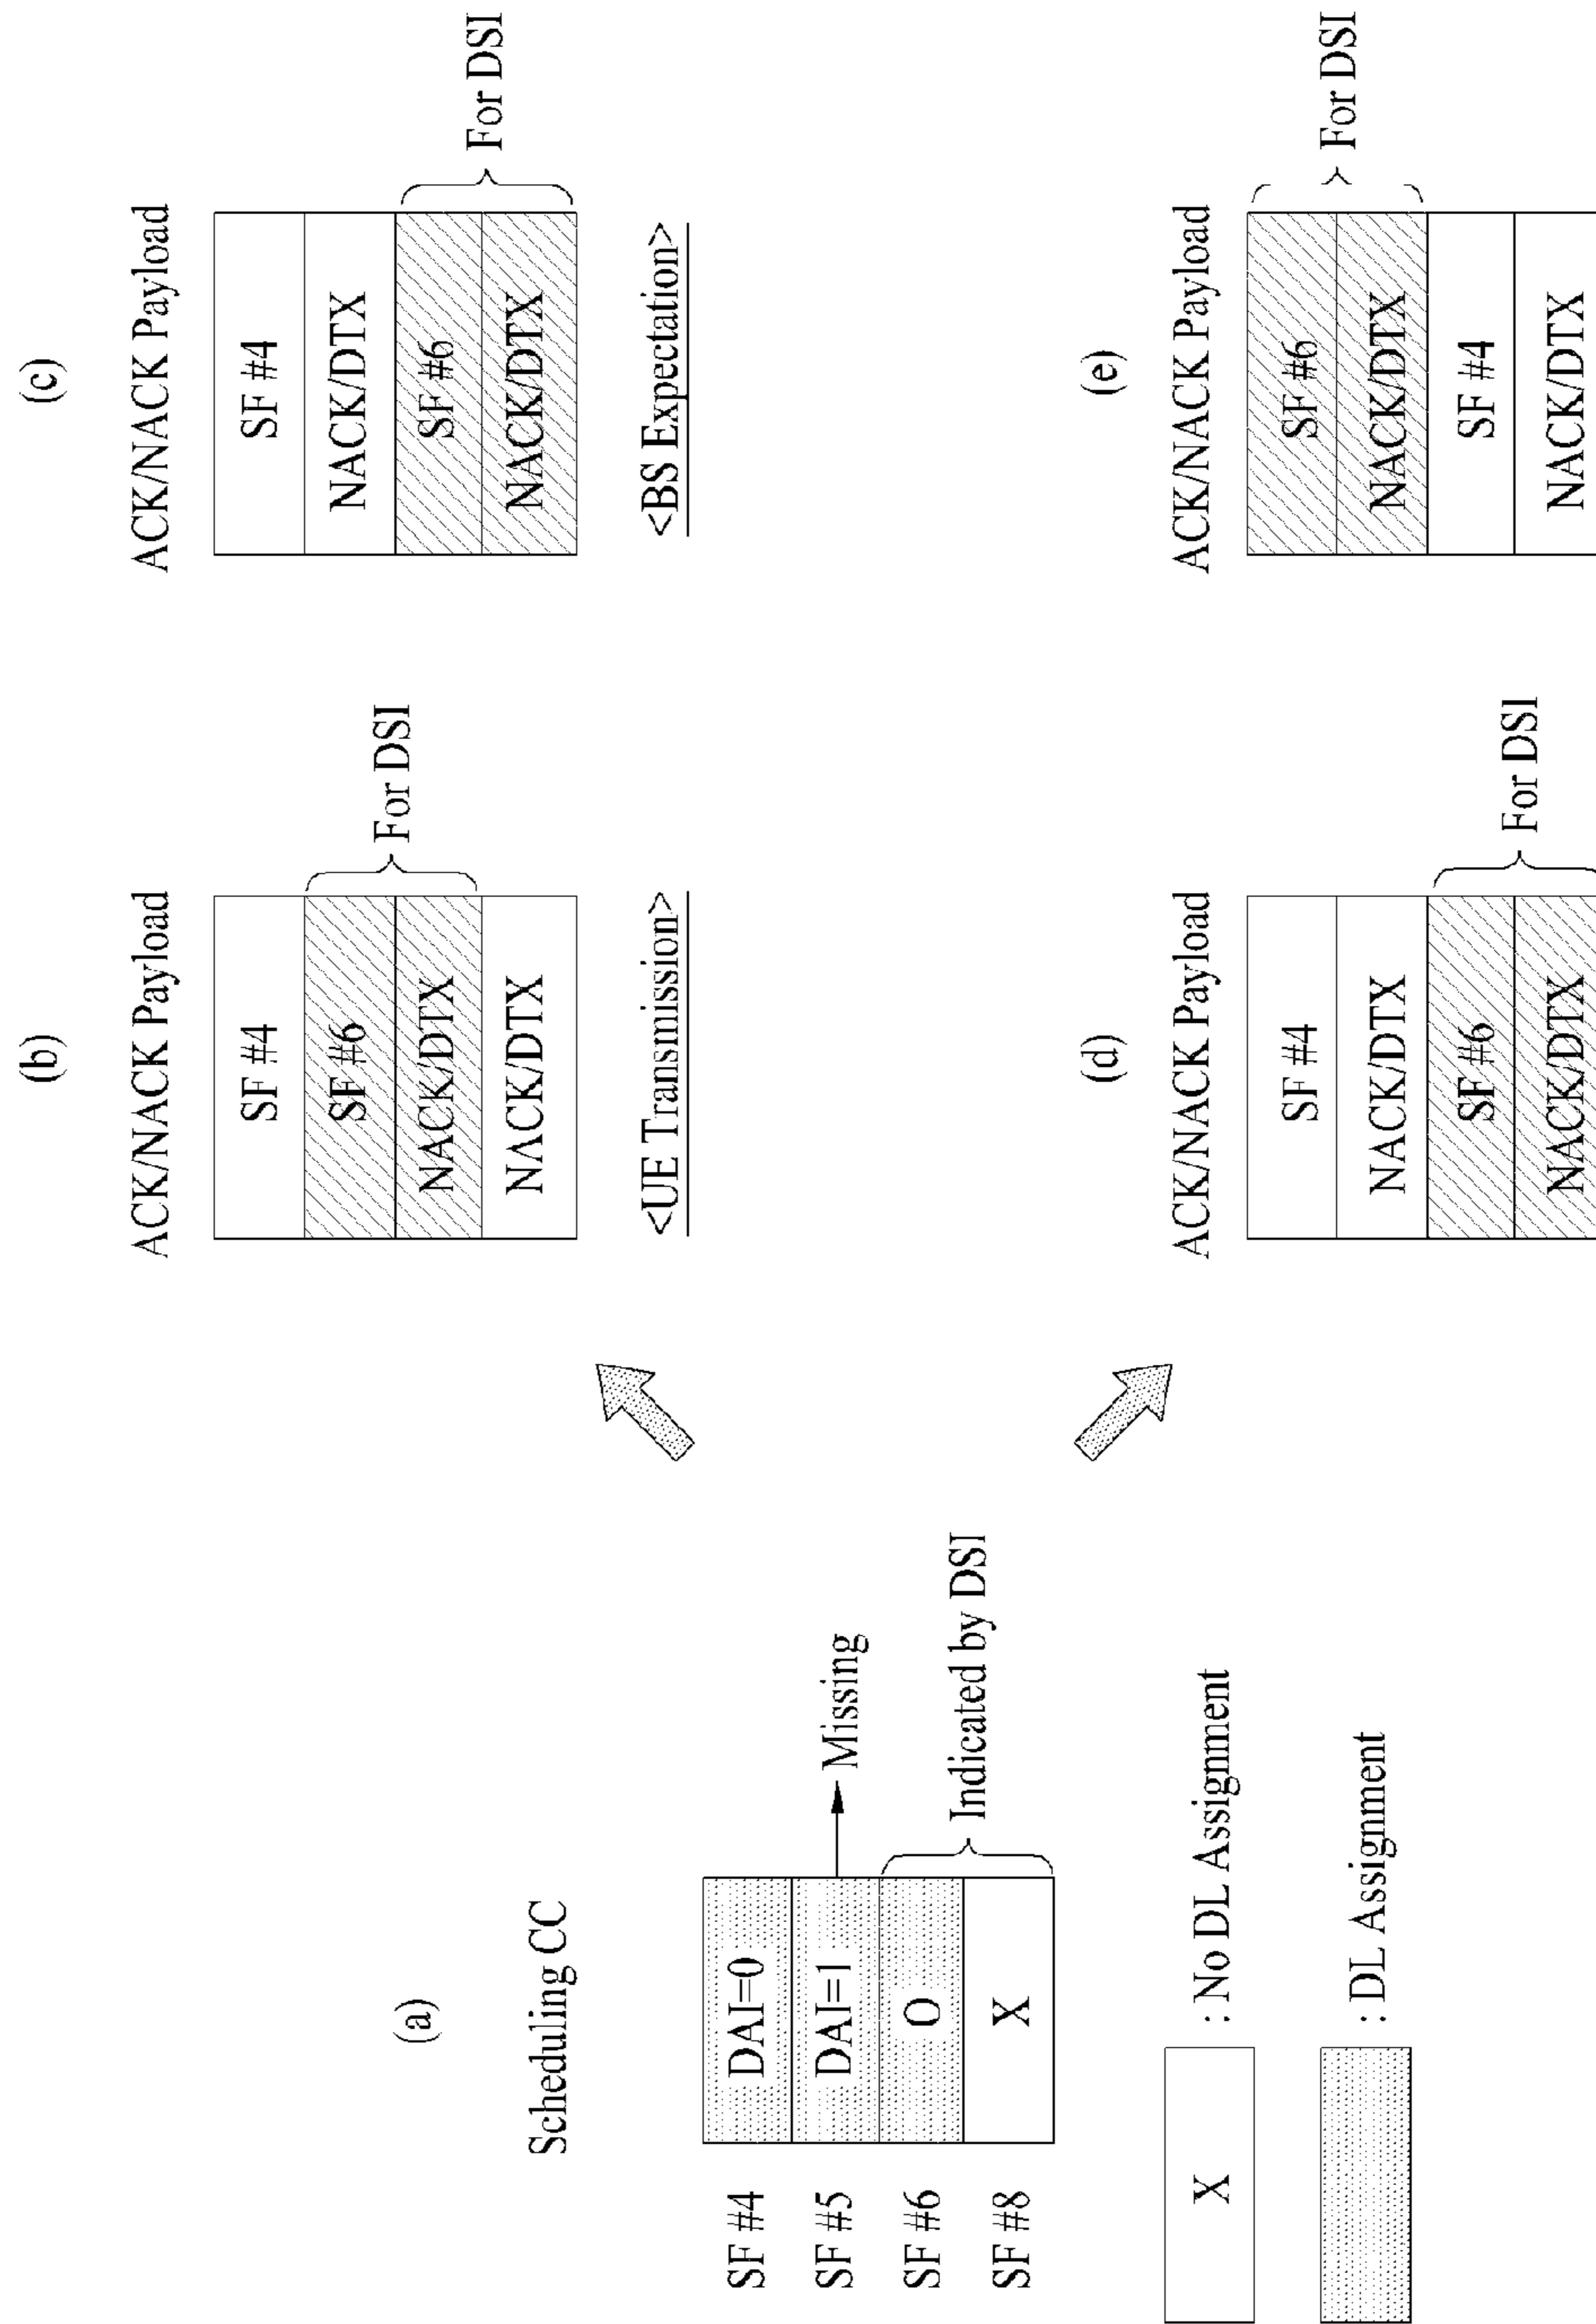 (a)
Scheduling CC
SF #4
DAI=0
SF #5
DAI=1
Missing
SF #6
O
SF #8
X
Indicated by DSI
X
: No DL Assignment
: DL Assignment
(b)
ACK/NACK Payload
SF #4
SF #6
NACK/DTX
NACK/DTX
For DSI
<UE Transmission>
(c)
ACK/NACK Payload
SF #4
NACK/DTX
SF #6
NACK/DTX
For DSI
<BS Expectation>
(d)
ACK/NACK Payload
SF #4
NACK/DTX
SF #6
NACK/DTX
For DSI
(e)
ACK/NACK Payload
SF #6
NACK/DTX
SF #4
NACK/DTX
For DSI